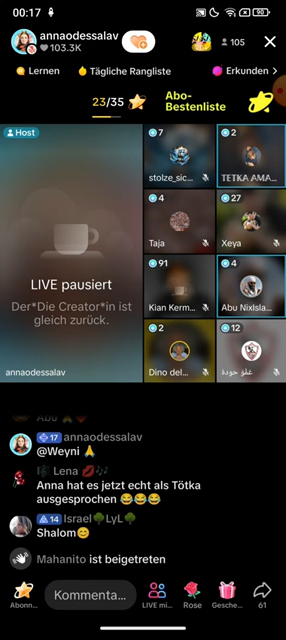 00:17
90
annaodessalav
103.3K
105
Lernen
Tägliche Rangliste
Erkunden >
23/35
Abo-
Bestenliste
Host
LIVE pausiert
Der*Die Creator*in ist
gleich zurück.
annaodessalav
7
stolze_sic...
2
TETKA AMA...
4
Taja
27
Xeya
91
Kian Kerm...
4
Abu NixIsla...
2
Dino del...
12
Abu
17 annaodessalav
@Weyni 🙏
🎼 Lena 💋🎶
Anna hat es jetzt echt als Tötka
ausgesprochen 😂😂😂
14 Israel🌳LyL🌳
Shalom😊
Mahanito ist beigetreten
Abonn...
Kommenta...
LIVE mi...
Rose
Gesche...
61